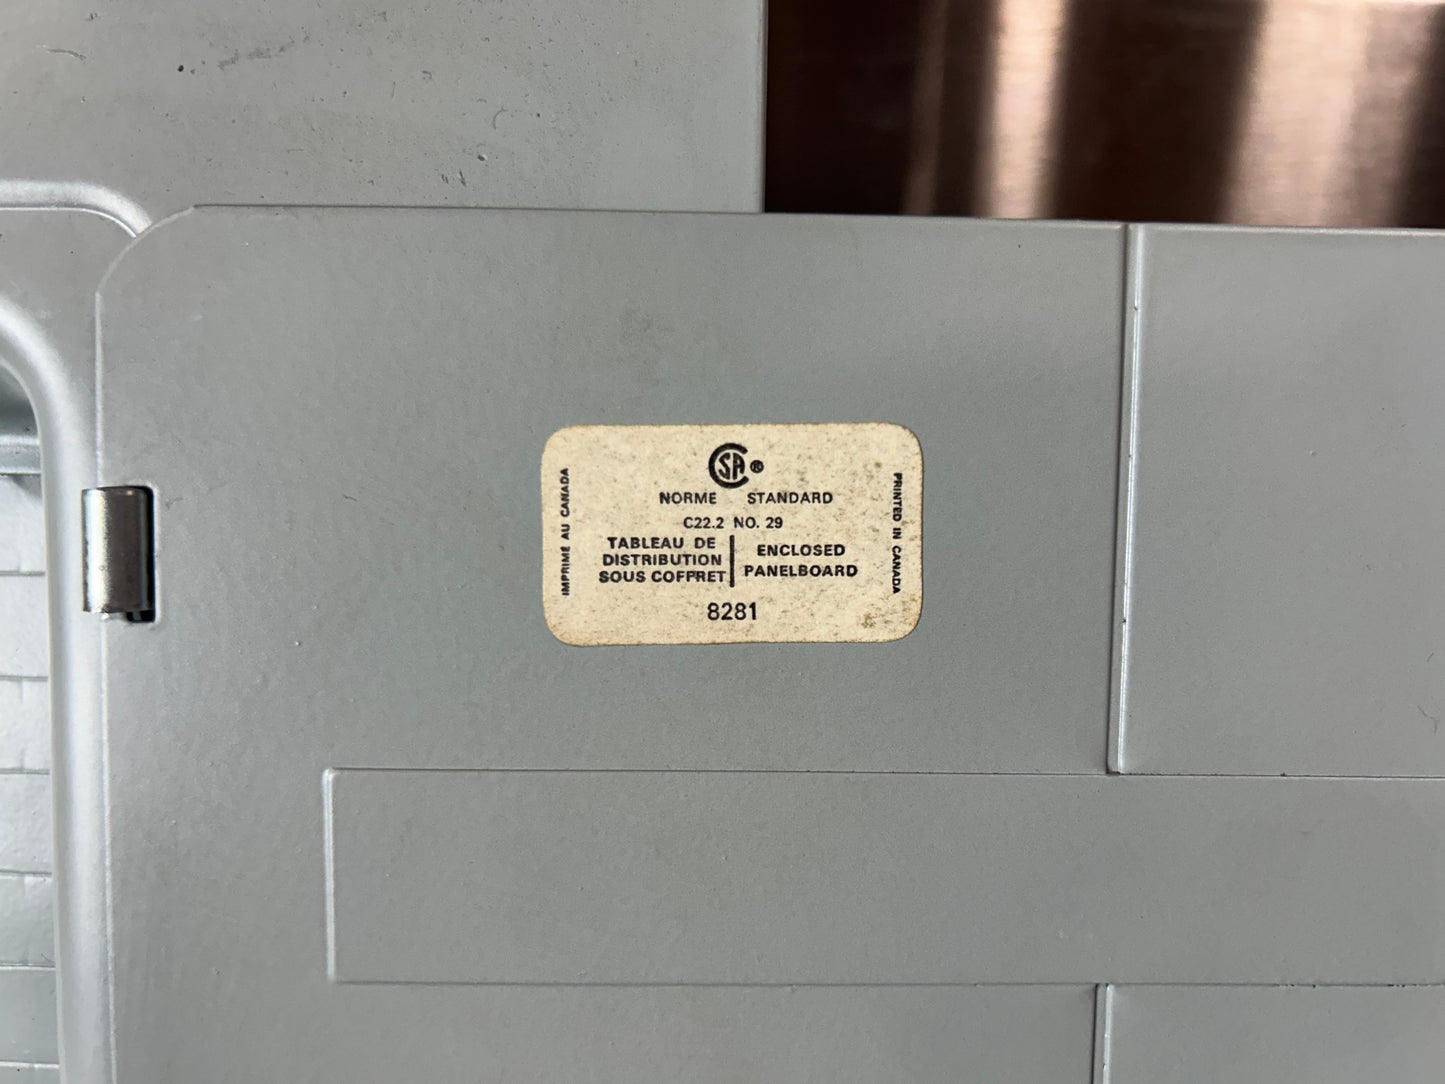 IMPRIMÉ AU CANADA
CSA®
NORME STANDARD
C22.2 NO. 29
TABLEAU DE
DISTRIBUTION
SOUS COFFRET
ENCLOSED
PANELBOARD
8281
PRINTED IN CANADA